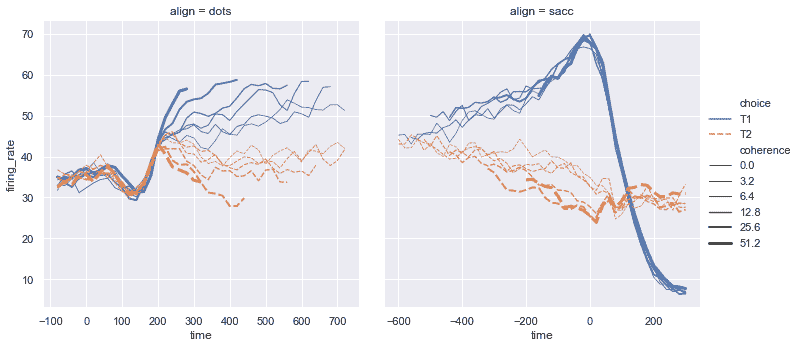 align = dots
align = sacc
70
60
50
40
30
20
10
firing_rate
−100 0 100 200 300 400 500 600 700
time
−600 −400 −200 0 200
time
choice
T1
T2
coherence
0.0
3.2
6.4
12.8
25.6
51.2